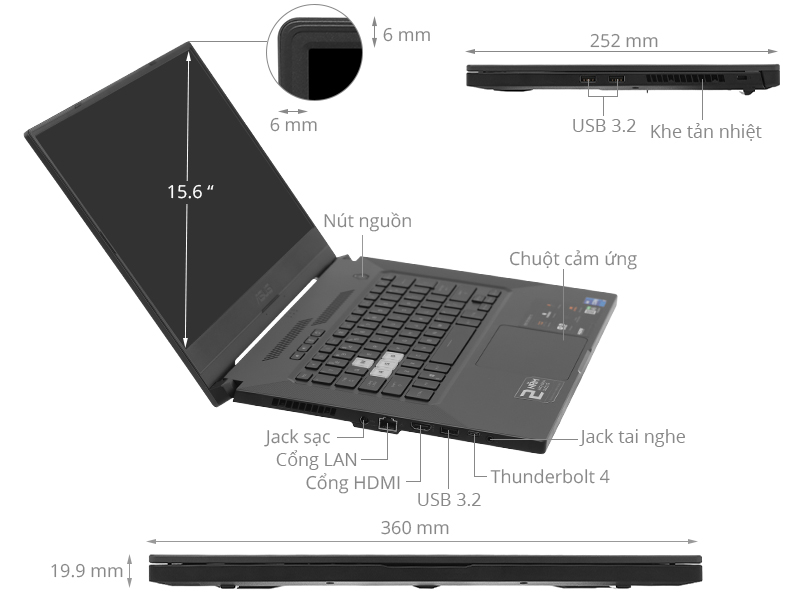 6 mm
6 mm
252 mm
USB 3.2
Khe tản nhiệt
15.6 “
Nút nguồn
Chuột cảm ứng
Jack sạc
Cổng LAN
Cổng HDMI
USB 3.2
Thunderbolt 4
Jack tai nghe
360 mm
19.9 mm